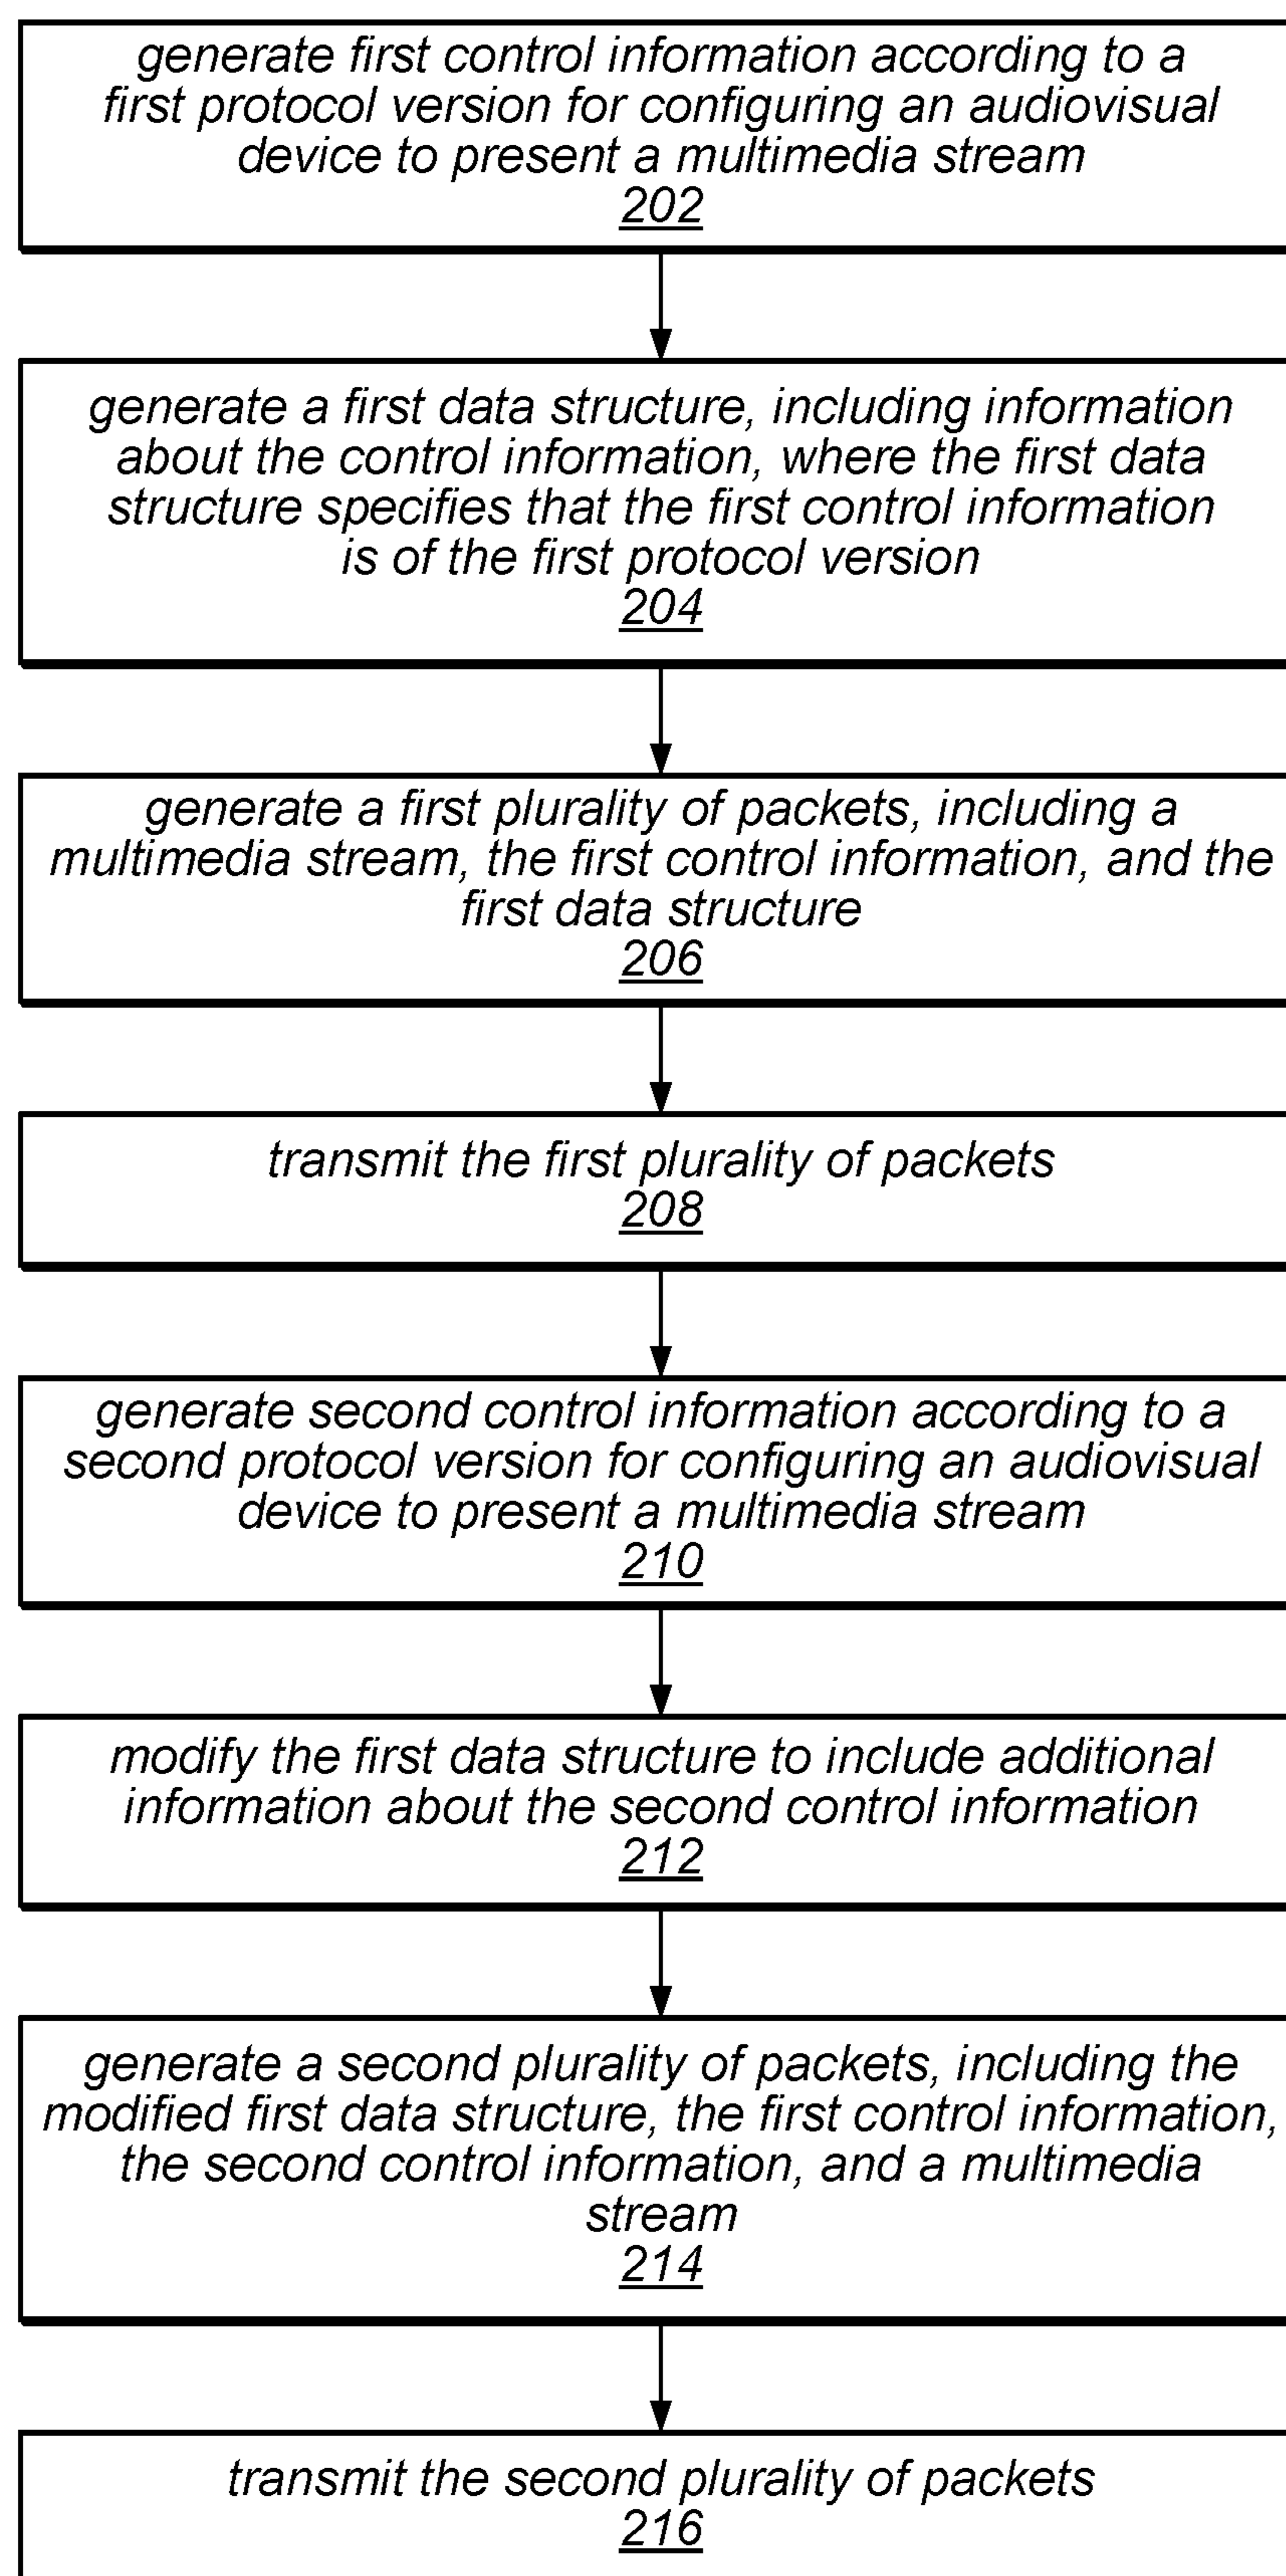 generate first control information according to a
first protocol version for configuring an audiovisual
device to present a multimedia stream
202
generate a first data structure, including information
about the control information, where the first data
structure specifies that the first control information
is of the first protocol version
204
generate a first plurality of packets, including a
multimedia stream, the first control information, and the
first data structure
206
transmit the first plurality of packets
208
generate second control information according to a
second protocol version for configuring an audiovisual
device to present a multimedia stream
210
modify the first data structure to include additional
information about the second control information
212
generate a second plurality of packets, including the
modified first data structure, the first control information,
the second control information, and a multimedia
stream
214
transmit the second plurality of packets
216